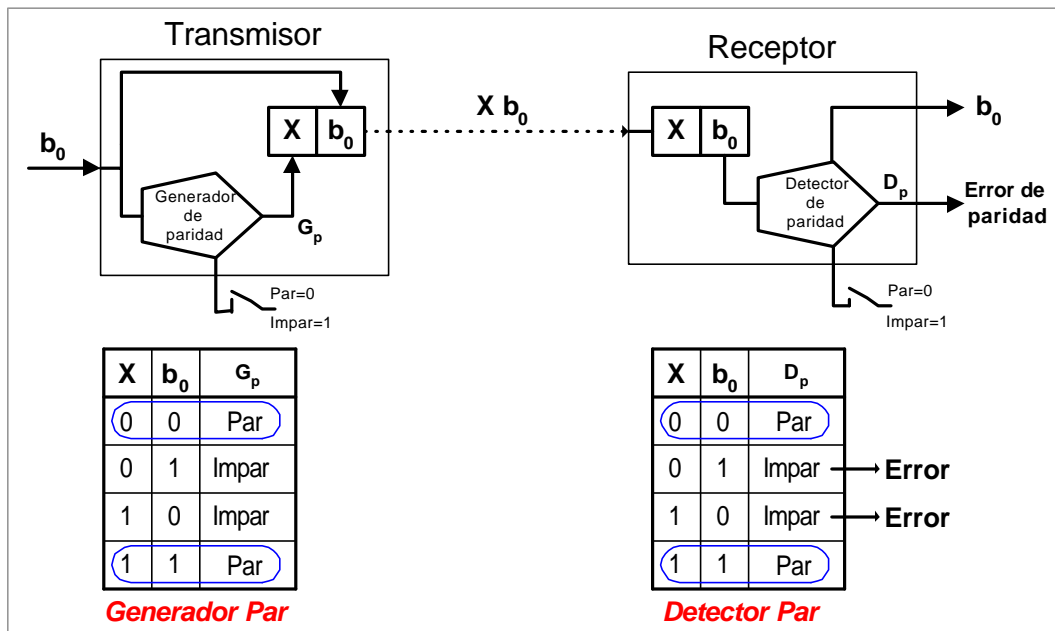 Transmisor
Receptor
X b0
X b0
X b0
b0
b0
Generador
de
paridad
Gp
Detector
de
paridad
Dp
Error de
paridad
Par=0
Impar=1
Par=0
Impar=1
X b0 Gp
0 0 Par
0 1 Impar
1 0 Impar
1 1 Par
Generador Par
X b0 Dp
0 0 Par
0 1 Impar Error
1 0 Impar Error
1 1 Par
Detector Par